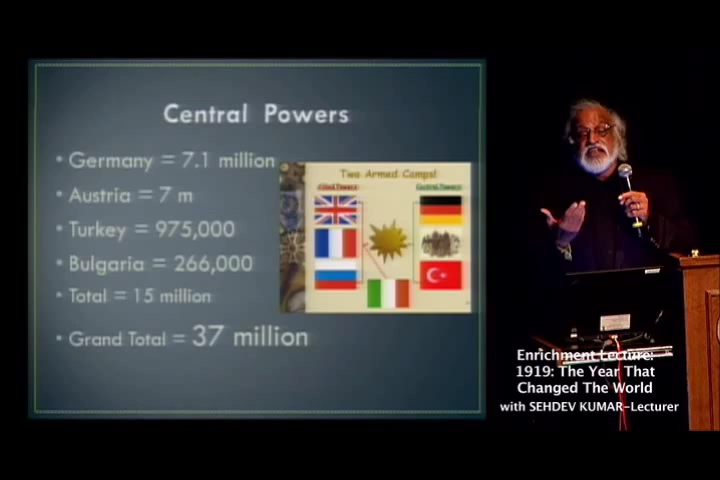 Central Powers
• Germany = 7.1 million
• Austria = 7 m
• Turkey = 975,000
• Bulgaria = 266,000
• Total = 15 million
• Grand Total = 37 million
Two Armed Camps!
Allied Powers
Central Powers
Enrichment Lecture:
1919: The Year That
Changed The World
with SEHDEV KUMAR-Lecturer